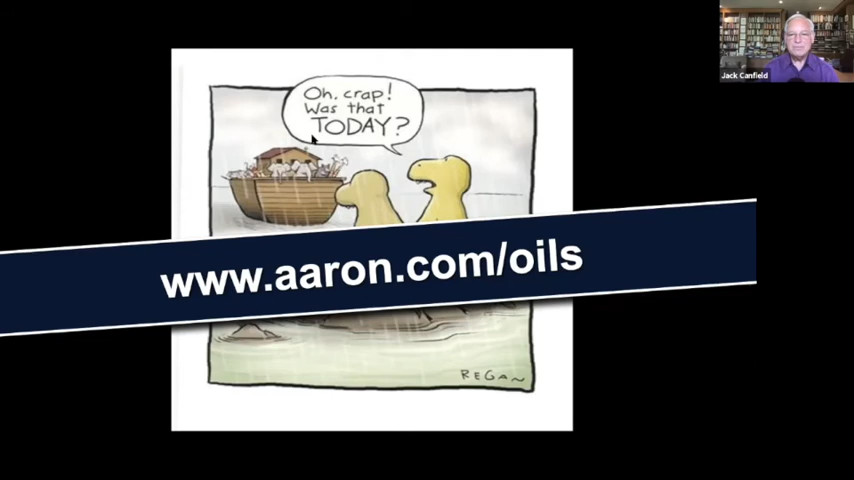 Jack Canfield
Oh, crap!
Was that
TODAY?
www.aaron.com/oils
REGAN